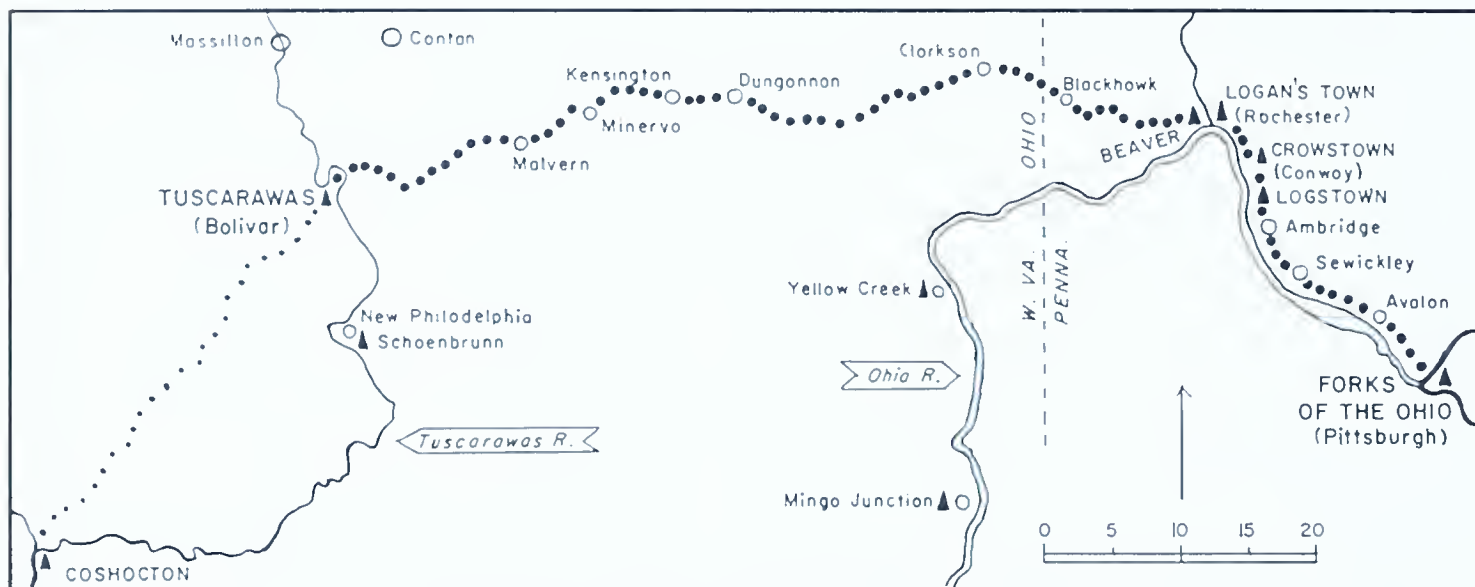 Massillon
Canton
Kensington
Dungannon
Clarkson
Blackhawk
LOGAN'S TOWN
(Rochester)
Minerva
Malvern
BEAVER
OHIO
CROWSTOWN
(Conway)
LOGSTOWN
TUSCARAWAS
(Bolivar)
Ambridge
Sewickley
Yellow Creek
W. VA.
PENNA.
Avalon
New Philadelphia
Schoenbrunn
Ohio R.
FORKS
OF THE OHIO
(Pittsburgh)
Tuscarawas R.
Mingo Junction
0 10 15 20
COSHOCTON